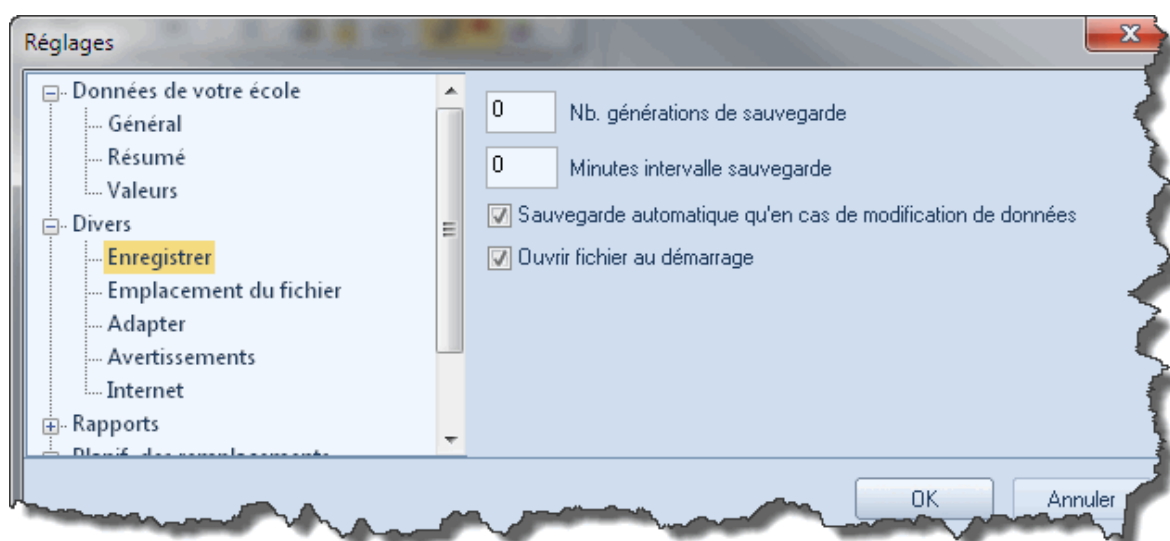 Réglages
Données de votre école
Général
Résumé
Valeurs
Divers
Enregistrer
Emplacement du fichier
Adapter
Avertissements
Internet
Rapports
0 Nb. générations de sauvegarde
0 Minutes intervalle sauvegarde
Sauvegarde automatique qu'en cas de modification de données
Ouvrir fichier au démarrage
OK Annuler